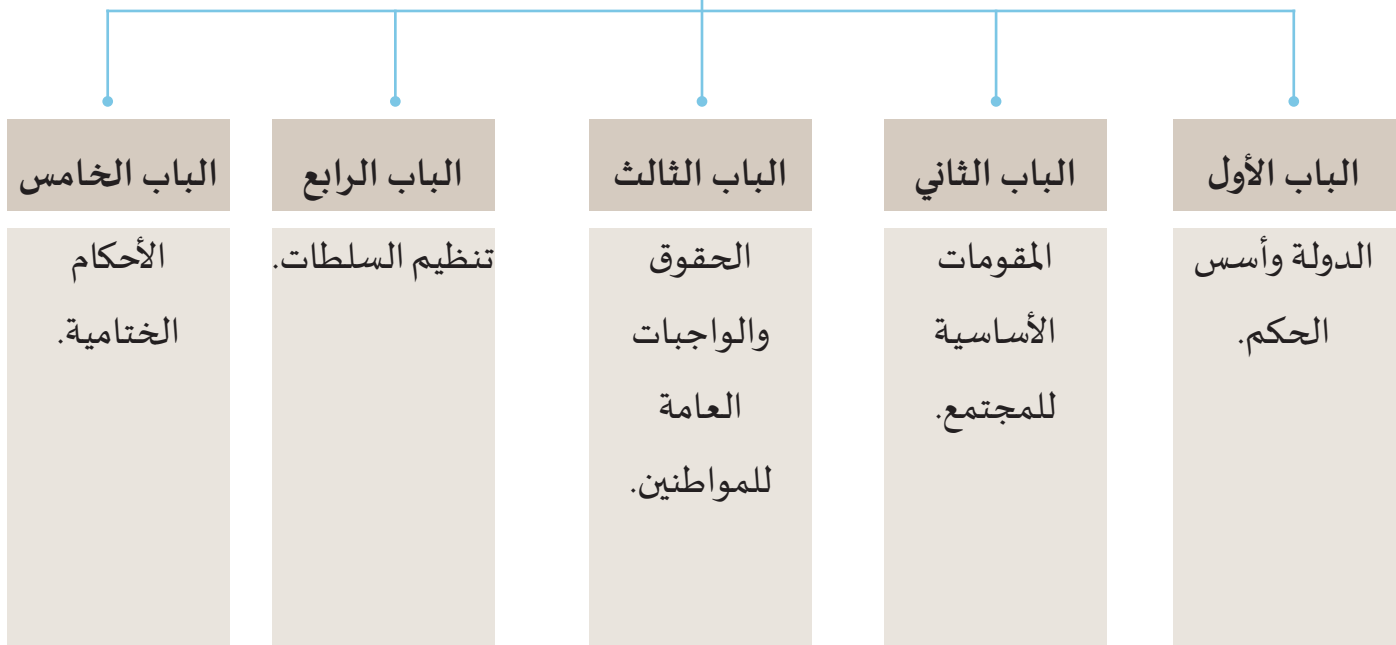 الباب الأول
الدولة وأسس
الحكم.
الباب الثاني
المقومات
الأساسية
للمجتمع.
الباب الثالث
الحقوق
والواجبات
العامة
للمواطنين.
الباب الرابع
تنظيم السلطات.
الباب الخامس
الأحكام
الختامية.